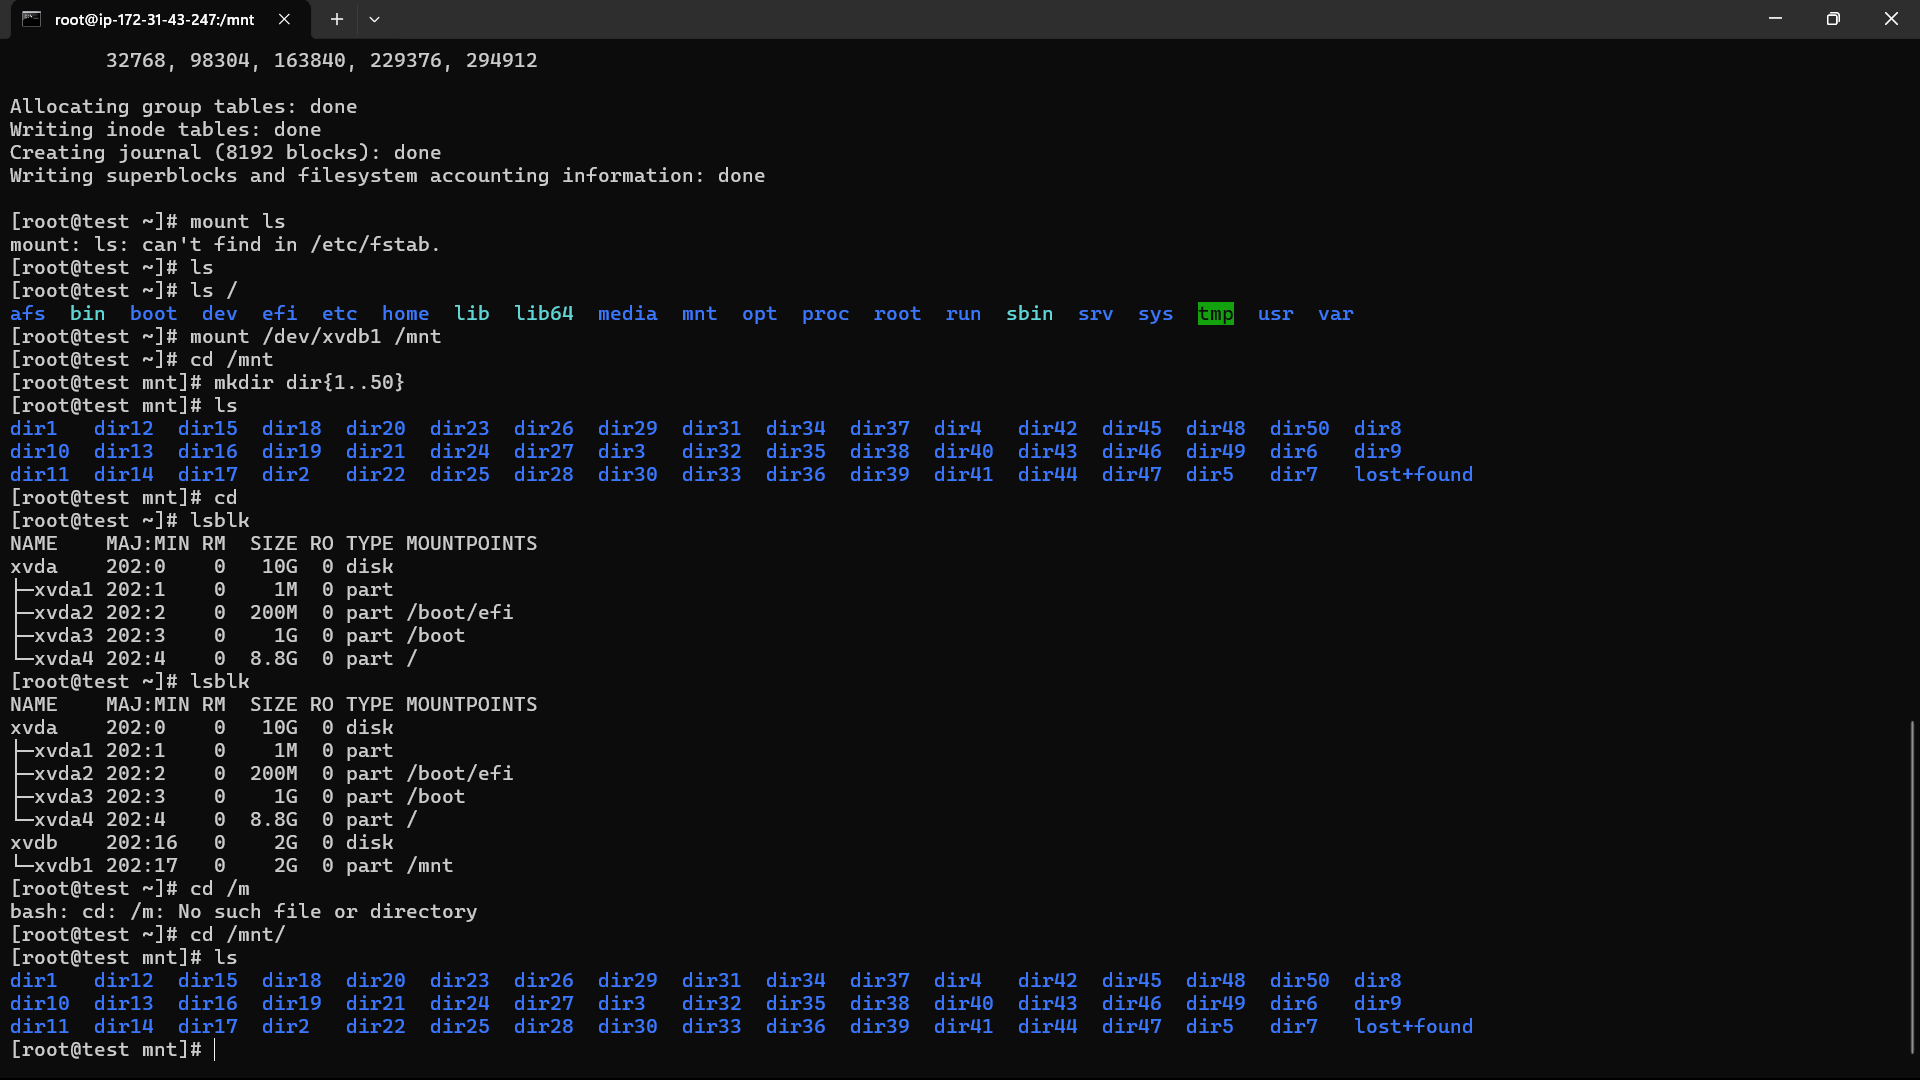 root@ip-172-31-43-247:/mnt
        32768, 98304, 163840, 229376, 294912

Allocating group tables: done
Writing inode tables: done
Creating journal (8192 blocks): done
Writing superblocks and filesystem accounting information: done

[root@test ~]# mount ls
mount: ls: can't find in /etc/fstab.
[root@test ~]# ls
[root@test ~]# ls /
afs  bin  boot  dev  efi  etc  home  lib  lib64  media  mnt  opt  proc  root  run  sbin  srv  sys  tmp  usr  var
[root@test ~]# mount /dev/xvdb1 /mnt
[root@test ~]# cd /mnt
[root@test mnt]# mkdir dir{1..50}
[root@test mnt]# ls
dir1   dir12  dir15  dir18  dir20  dir23  dir26  dir29  dir31  dir34  dir37  dir4   dir42  dir45  dir48  dir50  dir8
dir10  dir13  dir16  dir19  dir21  dir24  dir27  dir3   dir32  dir35  dir38  dir40  dir43  dir46  dir49  dir6   dir9
dir11  dir14  dir17  dir2   dir22  dir25  dir28  dir30  dir33  dir36  dir39  dir41  dir44  dir47  dir5   dir7   lost+found
[root@test mnt]# cd
[root@test ~]# lsblk
NAME    MAJ:MIN RM  SIZE RO TYPE MOUNTPOINTS
xvda    202:0    0   10G  0 disk
├─xvda1 202:1    0    1M  0 part
├─xvda2 202:2    0  200M  0 part /boot/efi
├─xvda3 202:3    0    1G  0 part /boot
└─xvda4 202:4    0  8.8G  0 part /
[root@test ~]# lsblk
NAME    MAJ:MIN RM  SIZE RO TYPE MOUNTPOINTS
xvda    202:0    0   10G  0 disk
├─xvda1 202:1    0    1M  0 part
├─xvda2 202:2    0  200M  0 part /boot/efi
├─xvda3 202:3    0    1G  0 part /boot
└─xvda4 202:4    0  8.8G  0 part /
xvdb    202:16   0    2G  0 disk
└─xvdb1 202:17   0    2G  0 part /mnt
[root@test ~]# cd /m
bash: cd: /m: No such file or directory
[root@test ~]# cd /mnt/
[root@test mnt]# ls
dir1   dir12  dir15  dir18  dir20  dir23  dir26  dir29  dir31  dir34  dir37  dir4   dir42  dir45  dir48  dir50  dir8
dir10  dir13  dir16  dir19  dir21  dir24  dir27  dir3   dir32  dir35  dir38  dir40  dir43  dir46  dir49  dir6   dir9
dir11  dir14  dir17  dir2   dir22  dir25  dir28  dir30  dir33  dir36  dir39  dir41  dir44  dir47  dir5   dir7   lost+found
[root@test mnt]#